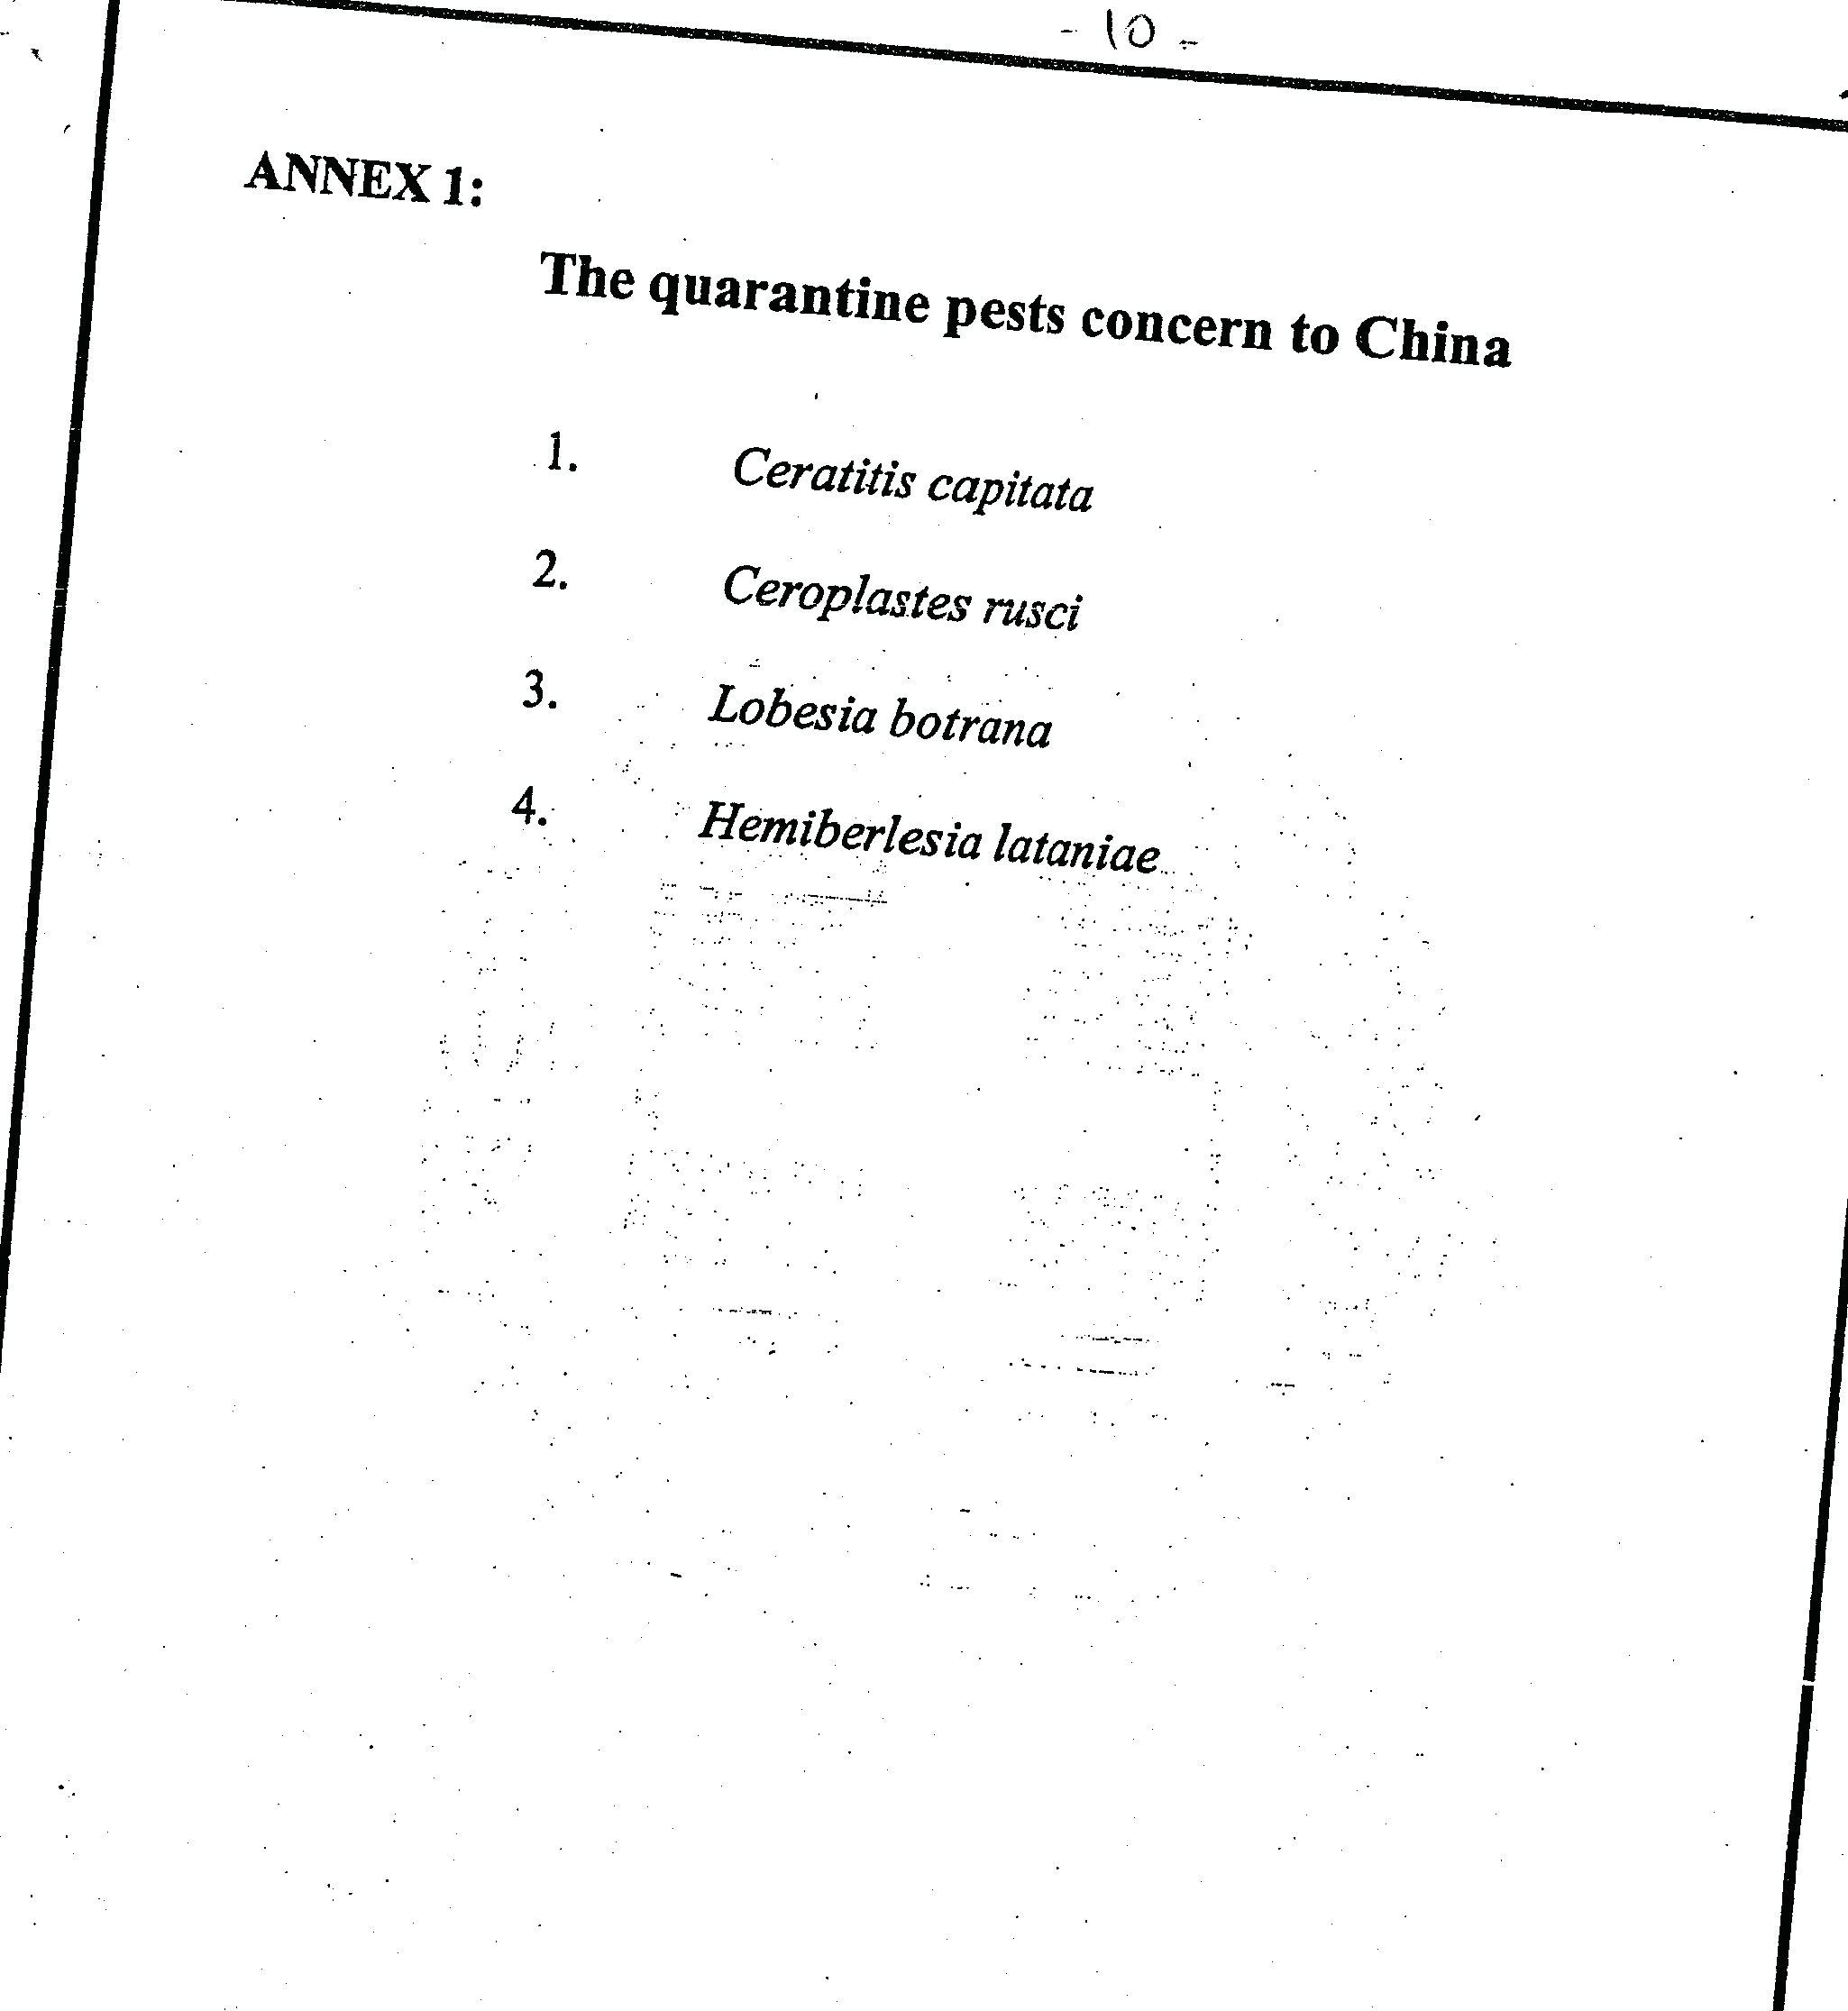 - 10 -
ANNEX 1:
The quarantine pests concern to China
1. Ceratitis capitata
2. Ceroplastes rusci
3. Lobesia botrana
4. Hemiberlesia lataniae